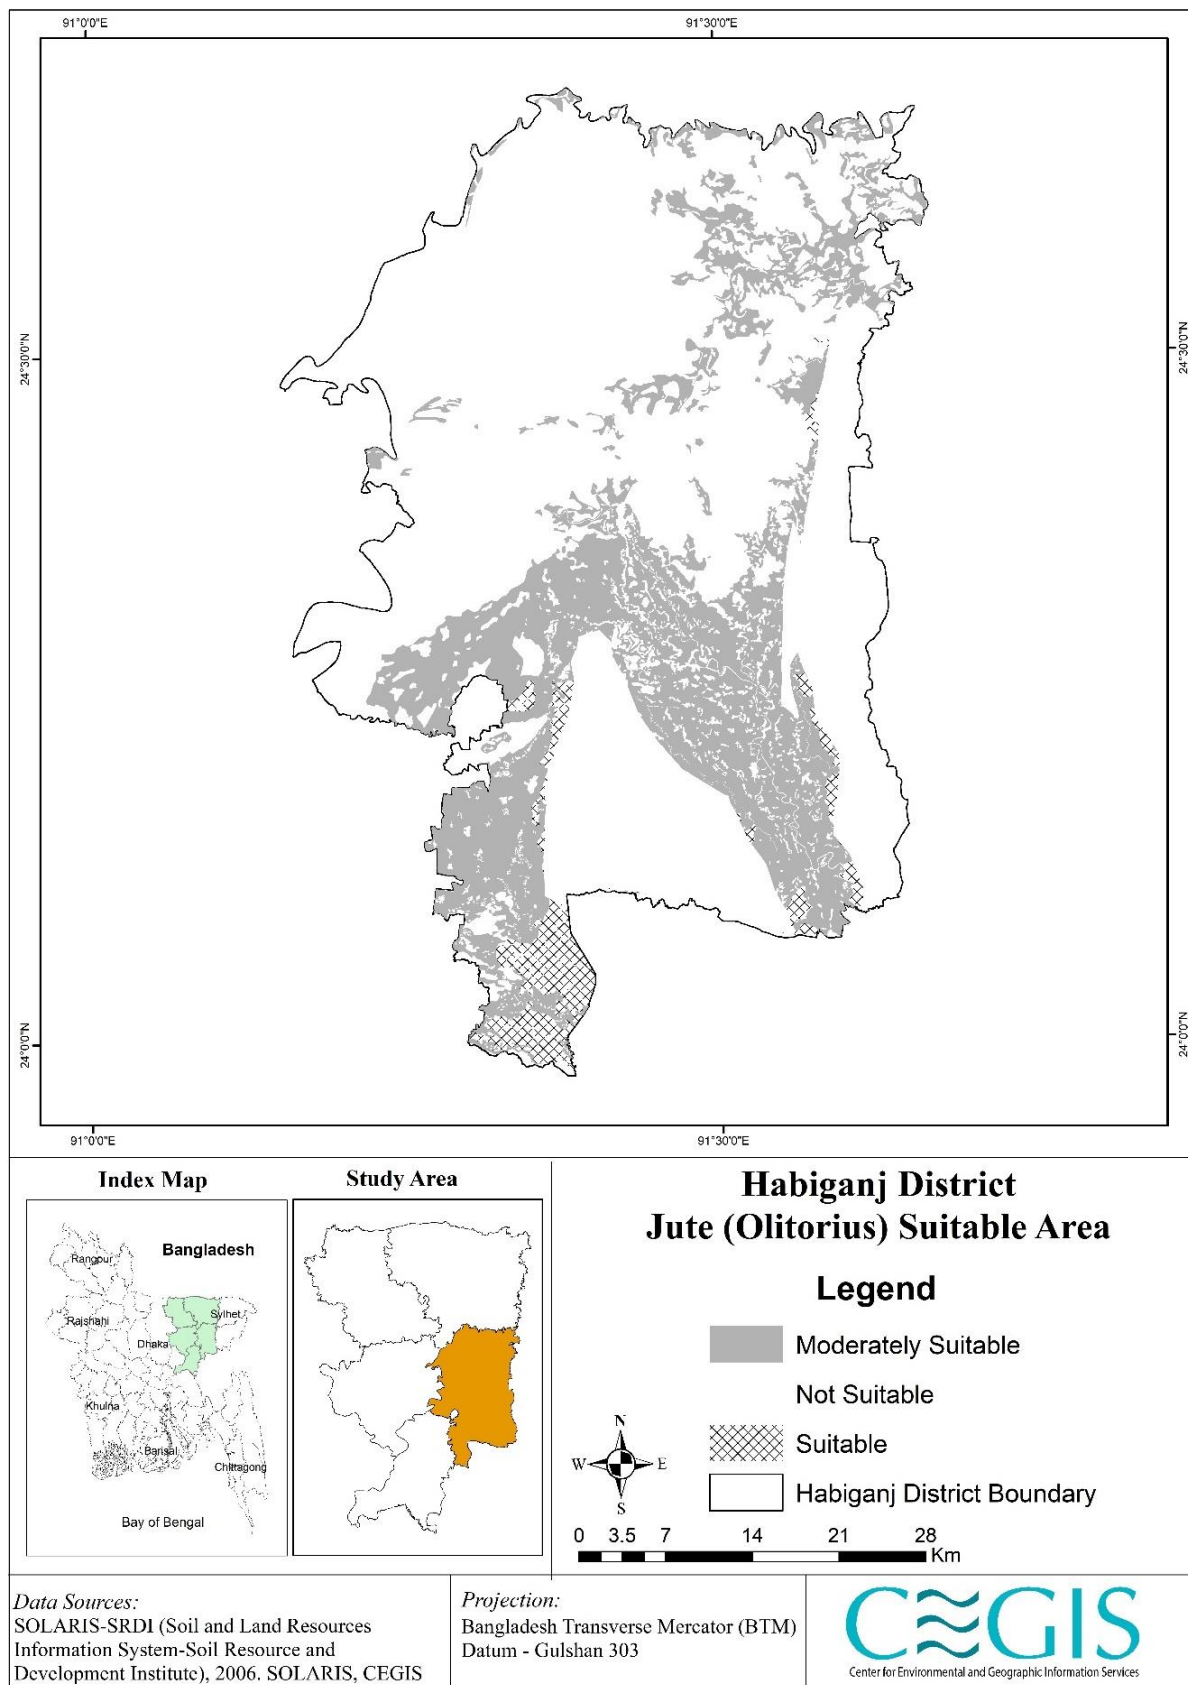 91°0'0"E
91°30'0"E
24°30'0"N
24°30'0"N
24°0'0"N
24°0'0"N
91°0'0"E
91°30'0"E
Index Map
Bangladesh
Rangpur
Rajshahi
Sylhet
Dhaka
Khulna
Barisal
Chittagong
Bay of Bengal
Study Area
Habiganj District
Jute (Olitorius) Suitable Area
Legend
Moderately Suitable
Not Suitable
Suitable
Habiganj District Boundary
N
W E
S
0 3.5 7 14 21 28
Km
Data Sources:
SOLARIS-SRDI (Soil and Land Resources
Information System-Soil Resource and
Development Institute), 2006. SOLARIS, CEGIS
Projection:
Bangladesh Transverse Mercator (BTM)
Datum - Gulshan 303
CEGIS
Center for Environmental and Geographic Information Services